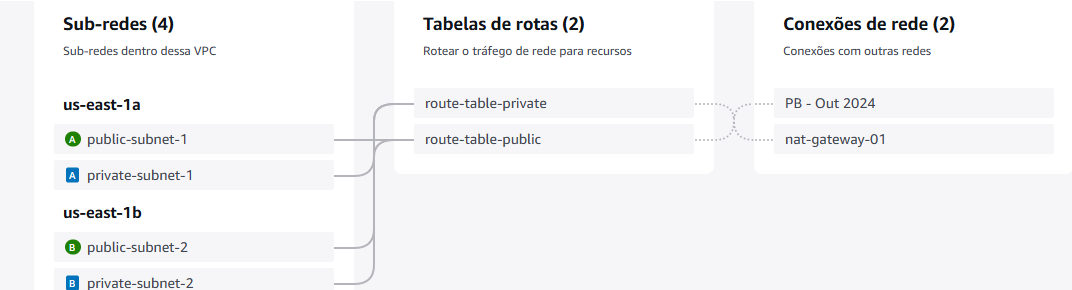 Sub-redes (4)
Sub-redes dentro dessa VPC
us-east-1a
A public-subnet-1
A private-subnet-1
us-east-1b
B public-subnet-2
B private-subnet-2
Tabelas de rotas (2)
Rotear o tráfego de rede para recursos
route-table-private
route-table-public
Conexões de rede (2)
Conexões com outras redes
PB - Out 2024
nat-gateway-01